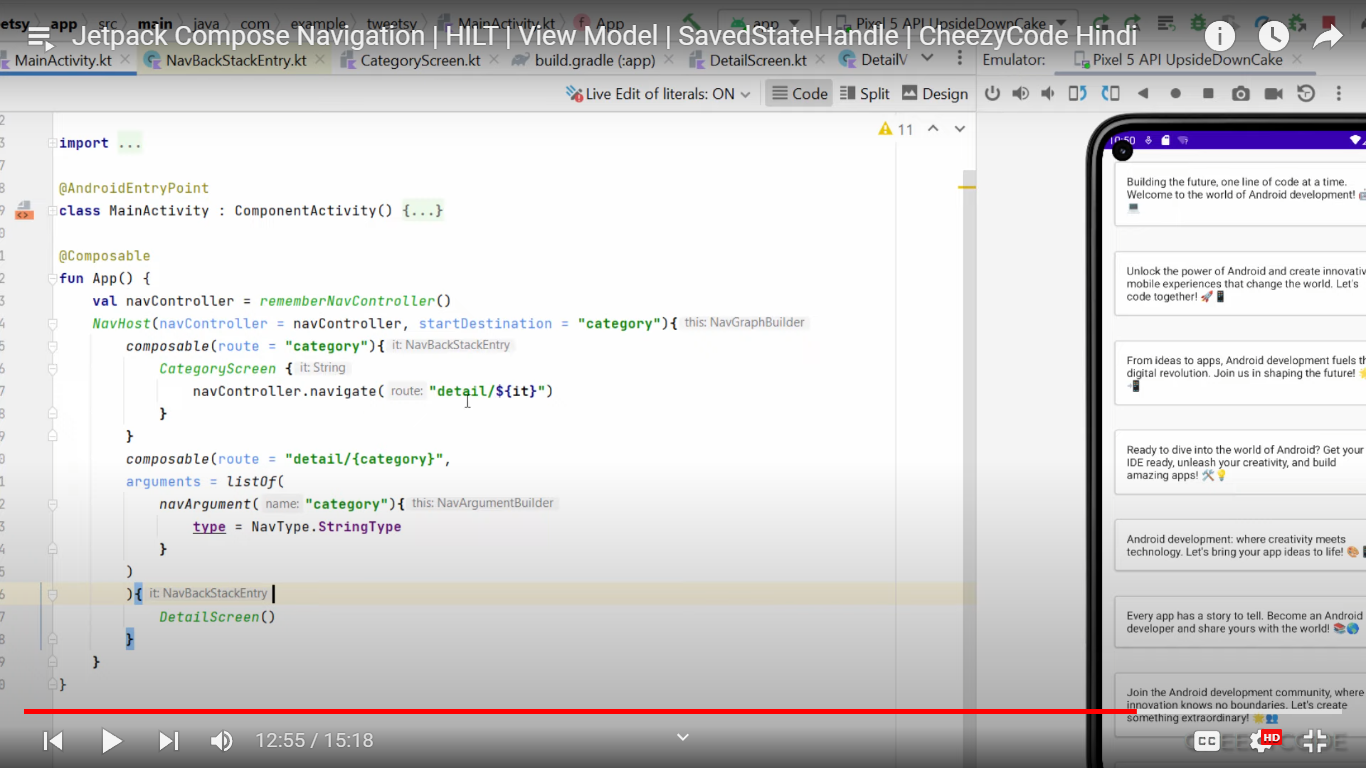 etsy app src main java com example tweetsy MainActivity.kt App app Pixel 5 API UpsideDownCake
Jetpack Compose Navigation | HILT | View Model | SavedStateHandle | CheezyCode Hindi
MainActivity.kt NavBackStackEntry.kt CategoryScreen.kt build.gradle (:app) DetailScreen.kt DetailV Emulator: Pixel 5 API UpsideDownCake
Live Edit of literals: ON Code Split Design
import ...
11
@AndroidEntryPoint
class MainActivity : ComponentActivity() {...}
@Composable
fun App() {
val navController = rememberNavController()
NavHost(navController = navController, startDestination = "category"){ this: NavGraphBuilder
composable(route = "category"){ it: NavBackStackEntry
CategoryScreen { it: String
navController.navigate( route: "detail/${it}")
}
}
composable(route = "detail/{category}",
arguments = listOf(
navArgument( name: "category"){ this: NavArgumentBuilder
type = NavType.StringType
}
)
){ it: NavBackStackEntry
DetailScreen()
}
}
}
10:50
Building the future, one line of code at a time.
Welcome to the world of Android development! 🤖
💻
Unlock the power of Android and create innovativ
mobile experiences that change the world. Let's
code together! 🚀📱
From ideas to apps, Android development fuels th
digital revolution. Join us in shaping the future! 🌟
📲
Ready to dive into the world of Android? Get your
IDE ready, unleash your creativity, and build
amazing apps! 🛠️💡
Android development: where creativity meets
technology. Let's bring your app ideas to life! 🎨📱
Every app has a story to tell. Become an Android
developer and share yours with the world! 📚🌎
Join the Android development community, where
innovation knows no boundaries. Let's create
something extraordinary! 🌟👥
12:55 / 15:18
CC HD
CHEEZYCODE